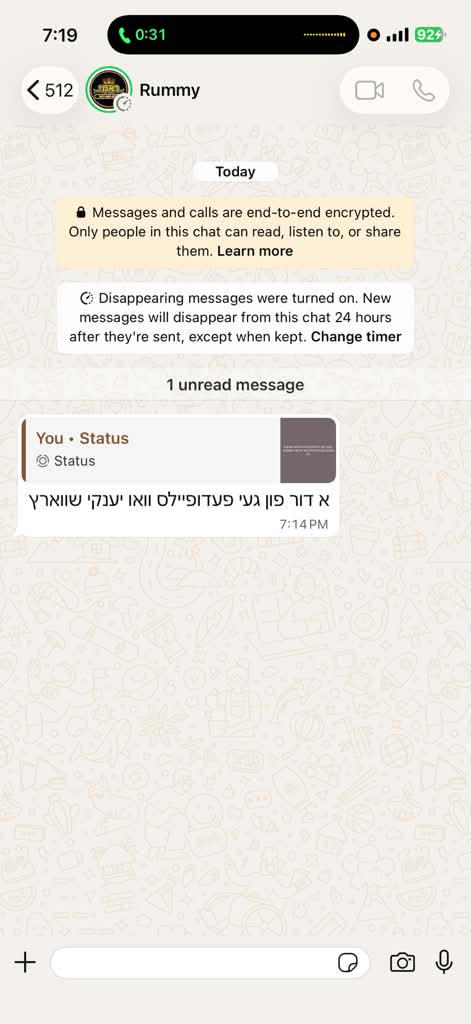 7:19
0:31
92
512
Rummy
Today
Messages and calls are end-to-end encrypted.
Only people in this chat can read, listen to, or share
them. Learn more
Disappearing messages were turned on. New
messages will disappear from this chat 24 hours
after they're sent, except when kept. Change timer
1 unread message
You • Status
Status
א דור פון געי פעדופיילס וואו יענקי שווארץ
7:14 PM